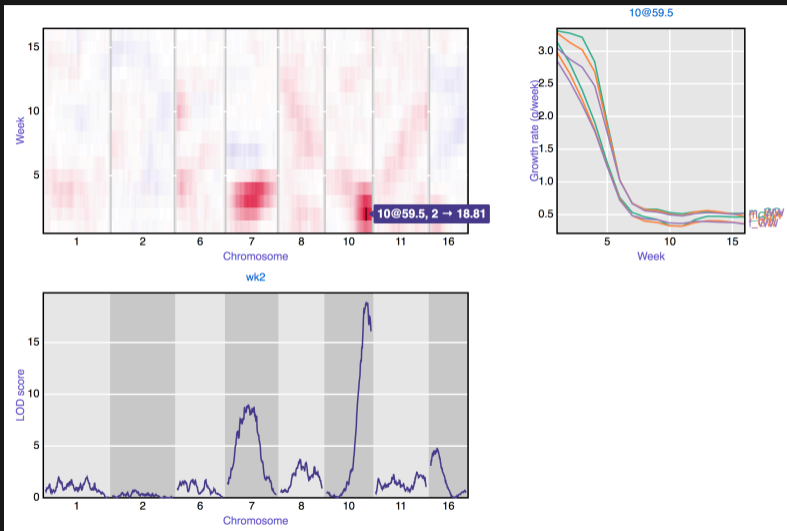 10@59.5
Week
15
10
5
1 2 6 7 8 10 11 16
Chromosome
10@59.5, 2 → 18.81
Growth rate (g/week)
3.0
2.5
2.0
1.5
1.0
0.5
5 10 15
Week
wk2
LOD score
15
10
5
0
1 2 6 7 8 10 11 16
Chromosome